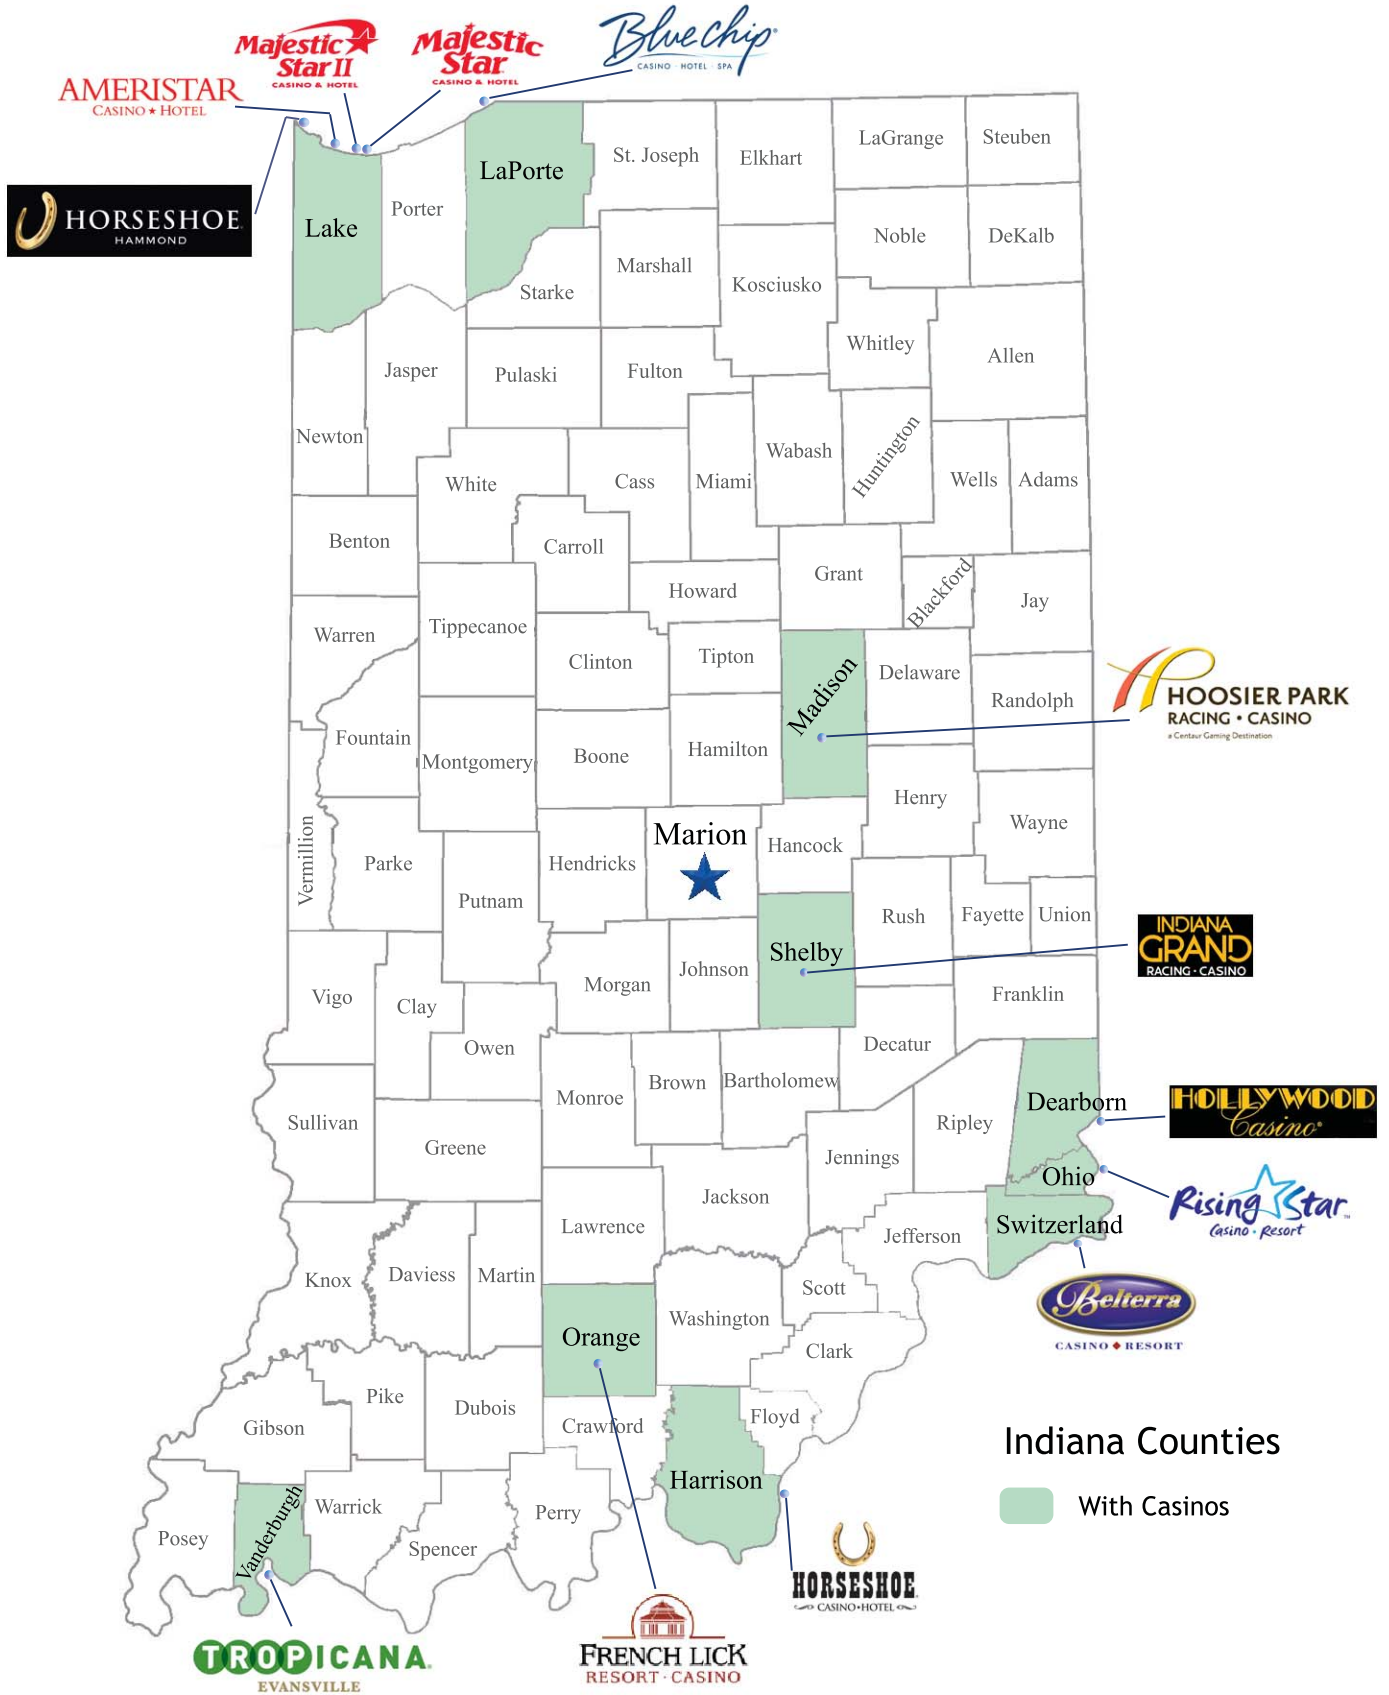 Blue Chip
CASINO · HOTEL · SPA
Majestic
Star II
CASINO & HOTEL
Majestic
Star
CASINO & HOTEL
AMERISTAR
CASINO ★ HOTEL
HORSESHOE
HAMMOND
Lake
Porter
LaPorte
St. Joseph
Elkhart
LaGrange
Steuben
Noble
DeKalb
Marshall
Starke
Kosciusko
Whitley
Allen
Jasper
Pulaski
Fulton
Newton
White
Cass
Miami
Wabash
Huntington
Wells
Adams
Benton
Carroll
Howard
Grant
Blackford
Jay
Warren
Tippecanoe
Clinton
Tipton
Madison
Delaware
Randolph
HOOSIER PARK
RACING • CASINO
a Centaur Gaming Destination
Fountain
Montgomery
Boone
Hamilton
Henry
Wayne
Vermillion
Parke
Putnam
Hendricks
Marion
Hancock
Rush
Fayette
Union
Shelby
INDIANA
GRAND
RACING · CASINO
Vigo
Clay
Owen
Morgan
Johnson
Franklin
Decatur
Sullivan
Greene
Monroe
Brown
Bartholomew
Ripley
Dearborn
HOLLYWOOD
Casino
Jennings
Ohio
Rising Star
Casino · Resort
Jackson
Lawrence
Jefferson
Switzerland
Belterra
CASINO ♦ RESORT
Knox
Daviess
Martin
Scott
Washington
Clark
Orange
Gibson
Pike
Dubois
Crawford
Floyd
Harrison
Indiana Counties
With Casinos
Posey
Vanderburgh
Warrick
Spencer
Perry
HORSESHOE
CASINO • HOTEL
TROPICANA
EVANSVILLE
FRENCH LICK
RESORT · CASINO